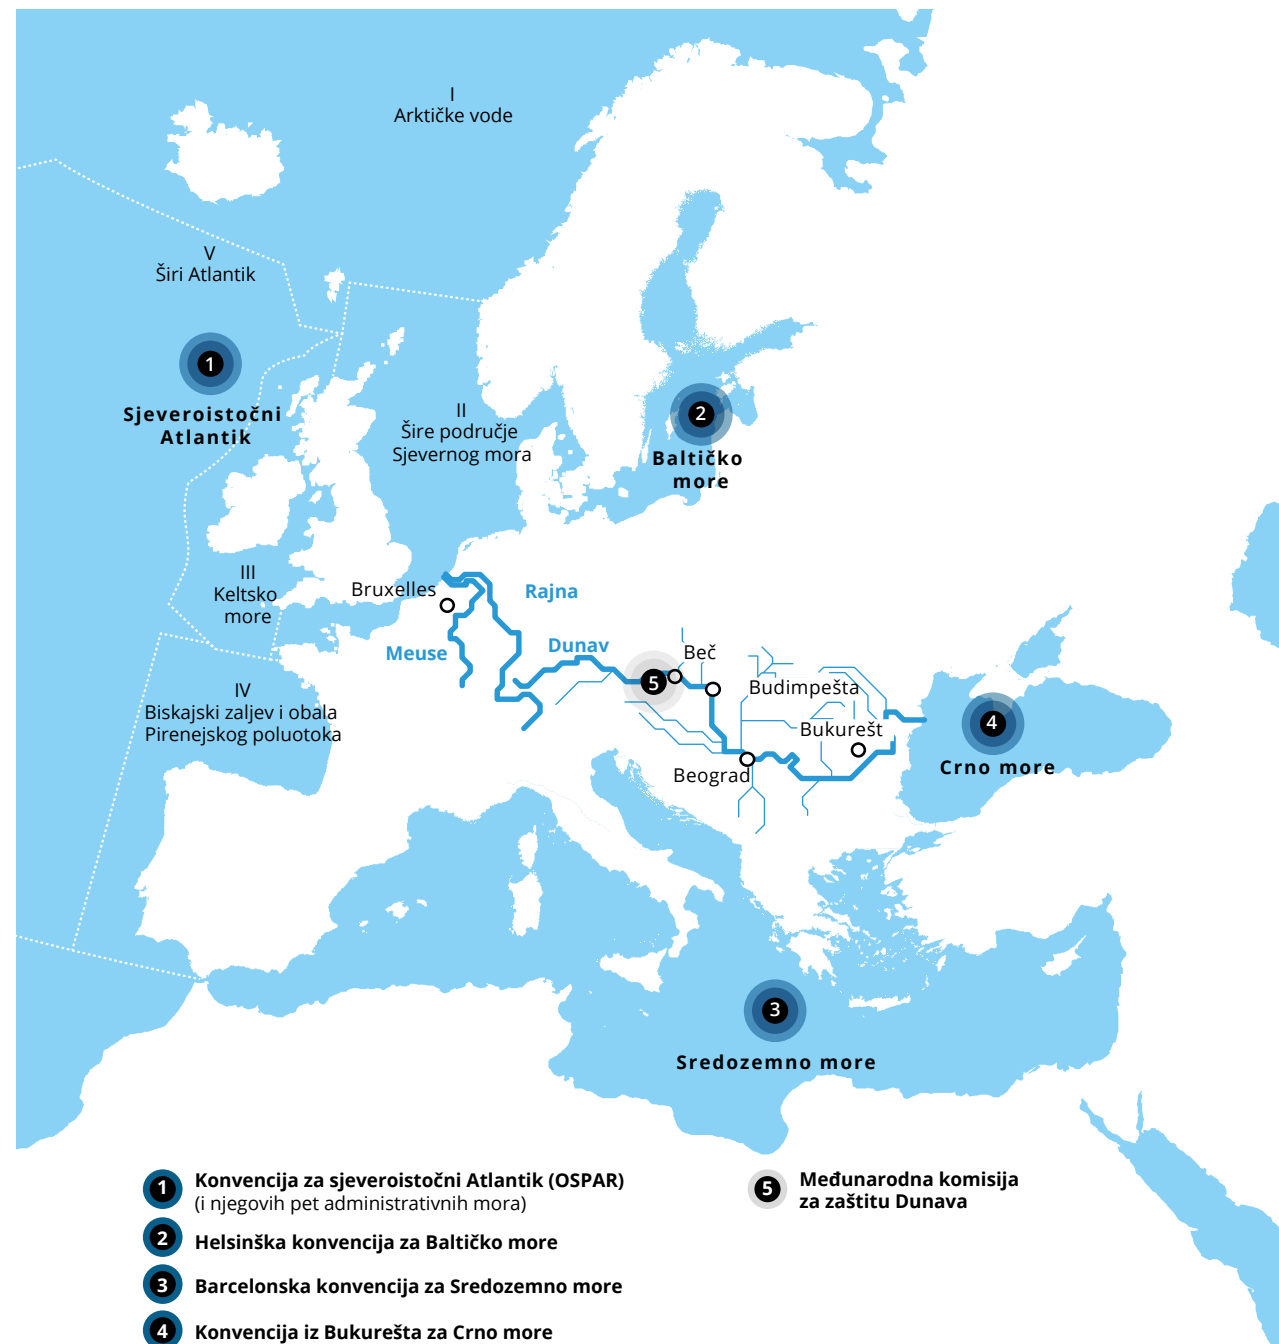 I
Arktičke vode
V
Širi Atlantik
1
Sjeveroistočni
Atlantik
II
Šire područje
Sjevernog mora
2
Baltičko
more
III
Keltsko
more
Bruxelles
Rajna
Meuse
Dunav
Beč
5
Budimpešta
IV
Biskajski zaljev i obala
Pirenejskog poluotoka
Bukurešt
4
Crno more
Beograd
3
Sredozemno more
1 Konvencija za sjeveroistočni Atlantik (OSPAR)
(i njegovih pet administrativnih mora)
2 Helsinška konvencija za Baltičko more
3 Barcelonska konvencija za Sredozemno more
4 Konvencija iz Bukurešta za Crno more
5 Međunarodna komisija
za zaštitu Dunava